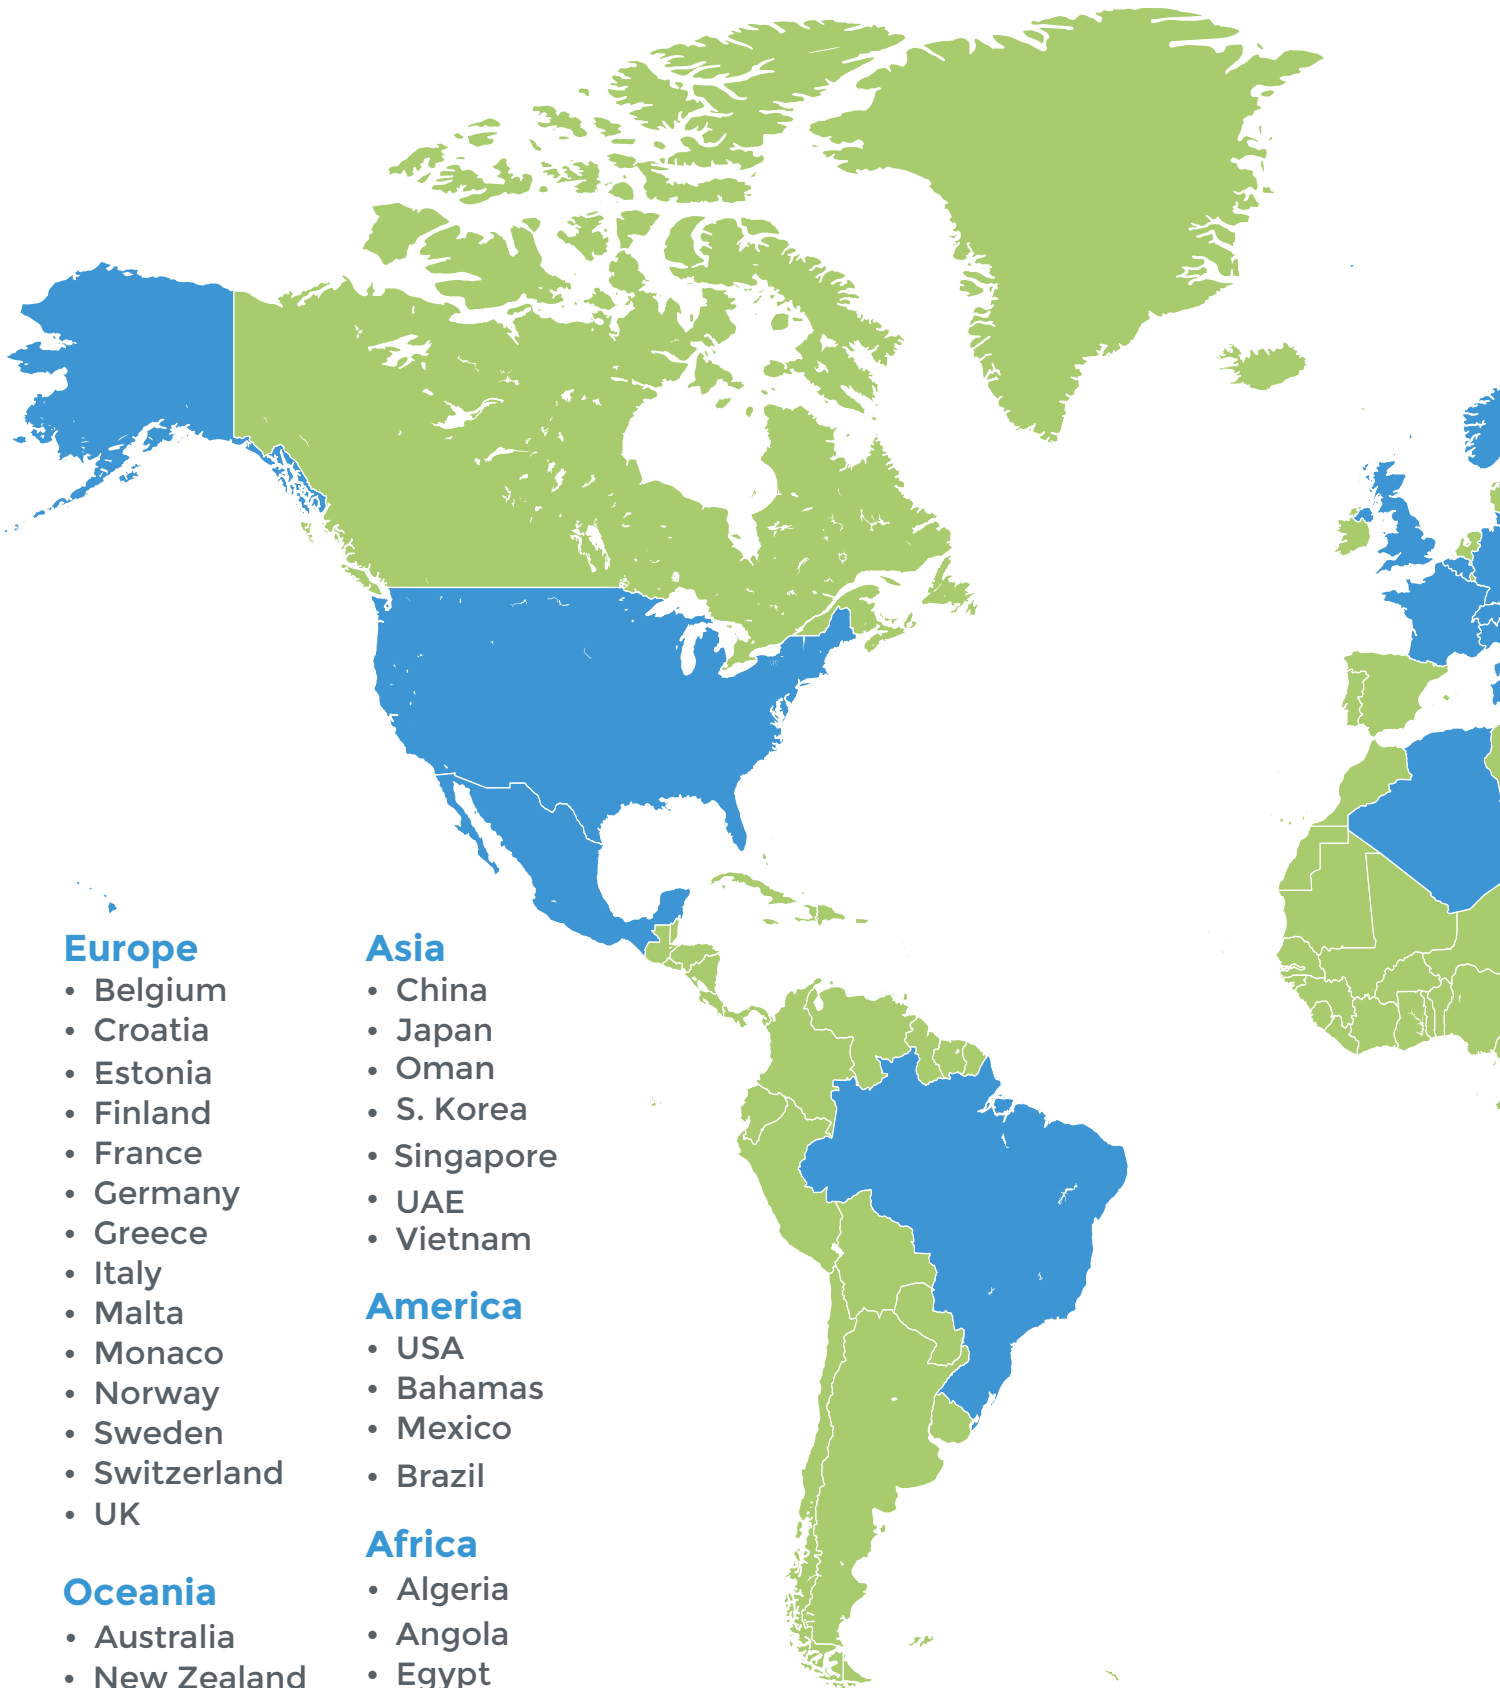 Europe
• Belgium
• Croatia
• Estonia
• Finland
• France
• Germany
• Greece
• Italy
• Malta
• Monaco
• Norway
• Sweden
• Switzerland
• UK
Oceania
• Australia
• New Zealand
Asia
• China
• Japan
• Oman
• S. Korea
• Singapore
• UAE
• Vietnam
America
• USA
• Bahamas
• Mexico
• Brazil
Africa
• Algeria
• Angola
• Egypt